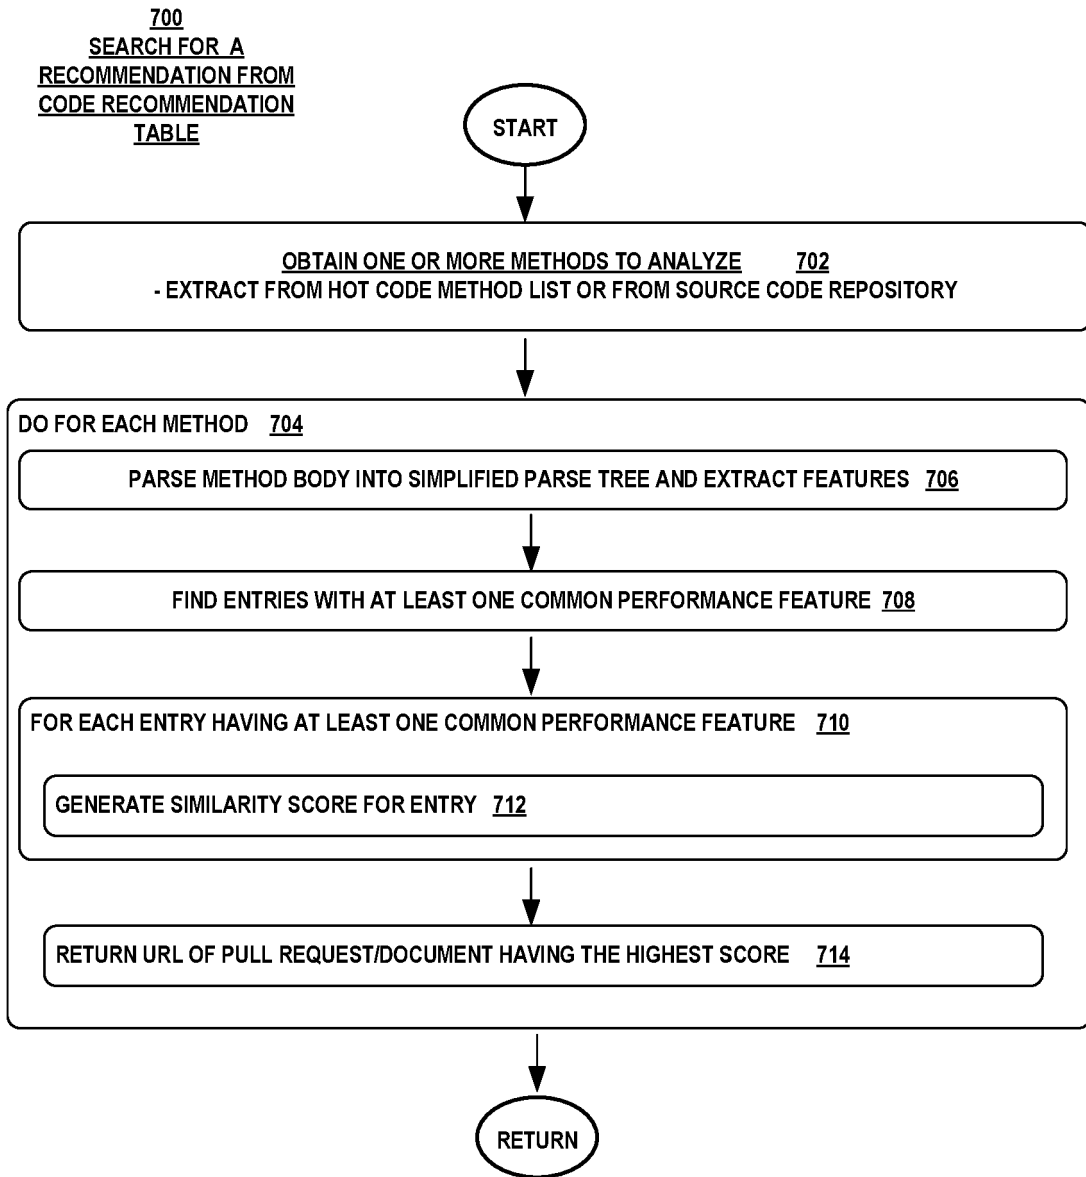 700
SEARCH FOR A
RECOMMENDATION FROM
CODE RECOMMENDATION
TABLE
START
OBTAIN ONE OR MORE METHODS TO ANALYZE 702
- EXTRACT FROM HOT CODE METHOD LIST OR FROM SOURCE CODE REPOSITORY
DO FOR EACH METHOD 704
PARSE METHOD BODY INTO SIMPLIFIED PARSE TREE AND EXTRACT FEATURES 706
FIND ENTRIES WITH AT LEAST ONE COMMON PERFORMANCE FEATURE 708
FOR EACH ENTRY HAVING AT LEAST ONE COMMON PERFORMANCE FEATURE 710
GENERATE SIMILARITY SCORE FOR ENTRY 712
RETURN URL OF PULL REQUEST/DOCUMENT HAVING THE HIGHEST SCORE 714
RETURN